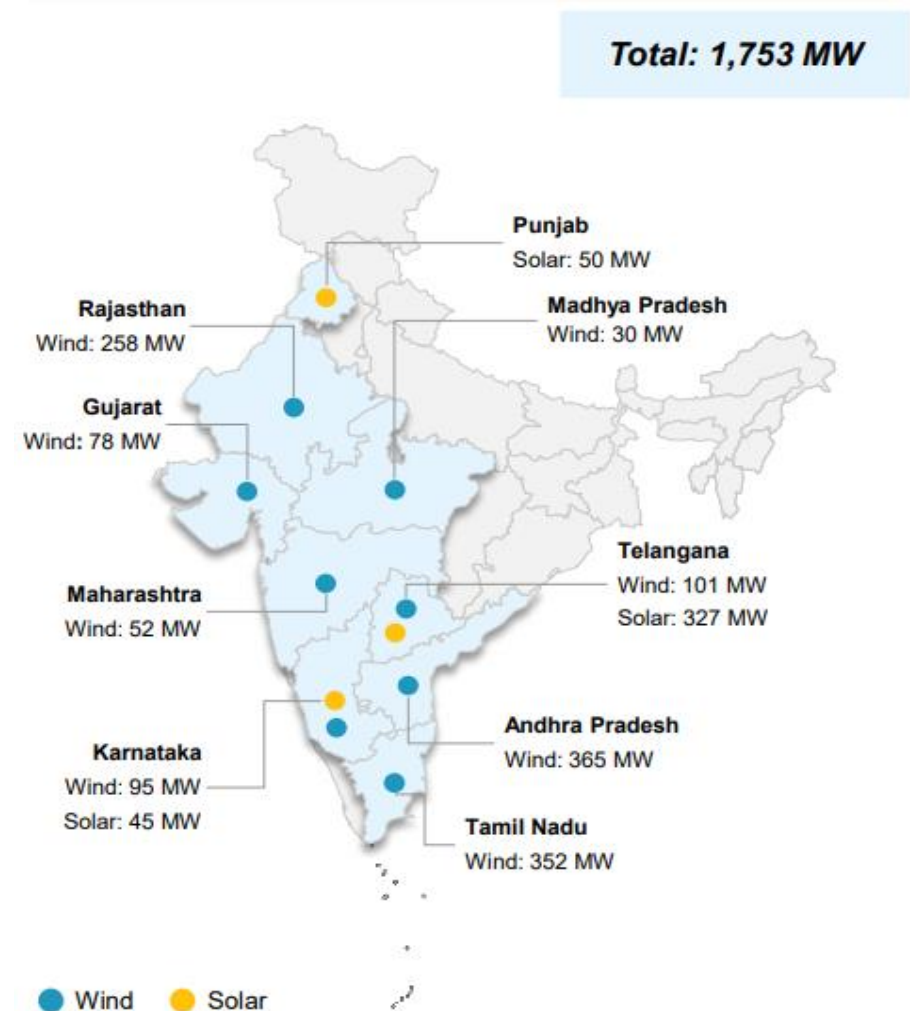 Total: 1,753 MW
Punjab
Solar: 50 MW
Rajasthan
Wind: 258 MW
Madhya Pradesh
Wind: 30 MW
Gujarat
Wind: 78 MW
Telangana
Wind: 101 MW
Solar: 327 MW
Maharashtra
Wind: 52 MW
Andhra Pradesh
Wind: 365 MW
Karnataka
Wind: 95 MW
Solar: 45 MW
Tamil Nadu
Wind: 352 MW
Wind Solar